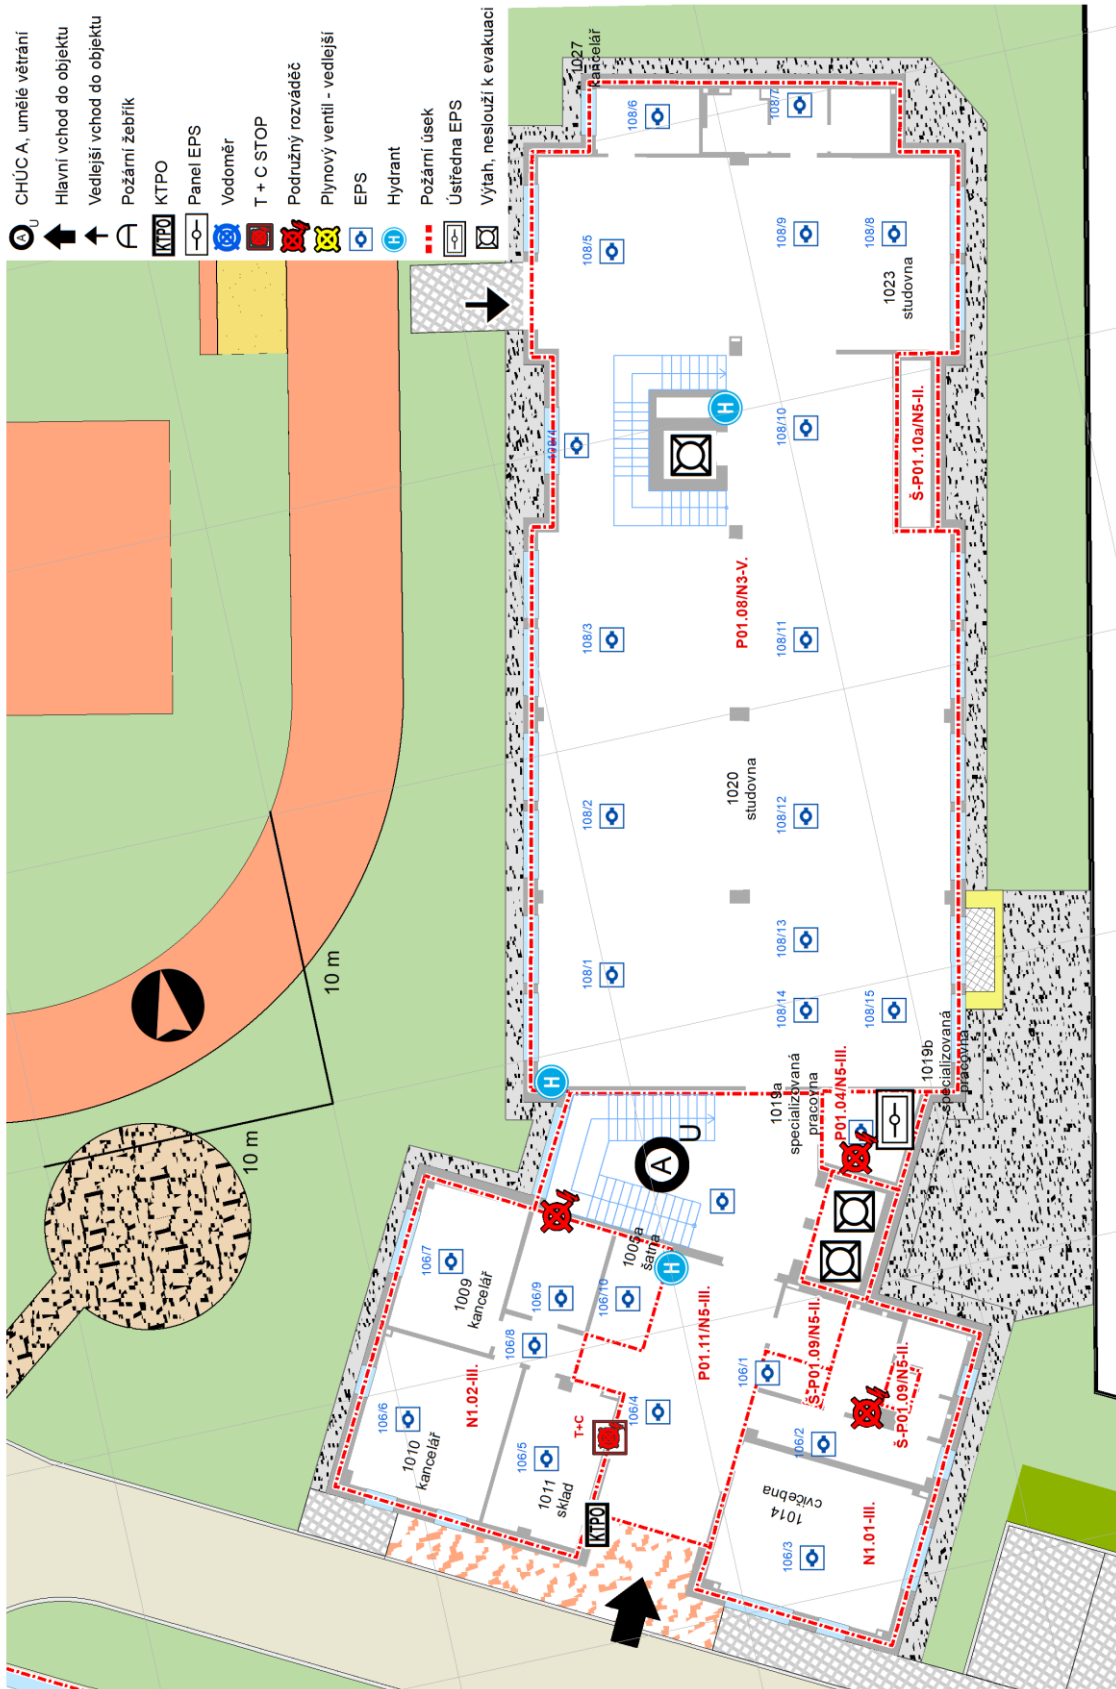 CHÚC A, umělé větrání
Hlavní vchod do objektu
Vedlejší vchod do objektu
Požární žebřík
KTPO
Panel EPS
Vodoměr
T + C STOP
Podružný rozváděč
Plynový ventil - vedlejší
EPS
Hydrant
Požární úsek
Ústředna EPS
Výtah, neslouží k evakuaci
A
U
KTPO
H
1027
kancelář
108/6
108/7
108/5
108/9
108/8
1023
studovna
H
108/4
108/10
Š-P01.10a/N5-II.
108/3
P01.08/N3-V.
108/11
108/2
1020
studovna
108/12
108/1
108/13
108/14
108/15
10 m
10 m
H
1019a
specializovaná
pracovna
P01.04/N5-III.
1019b
specializovaná
pracovna
A
U
1005a
šatna
H
106/7
1009
kancelář
106/9
106/10
106/8
N1.02-III.
P01.11/N5-III.
Š-P01.09/N5-II.
106/1
106/6
1010
kancelář
T+C
106/4
106/5
1011
sklad
106/2
Š-P01.09/N5-II.
KTPO
1014
cvičebna
106/3
N1.01-III.